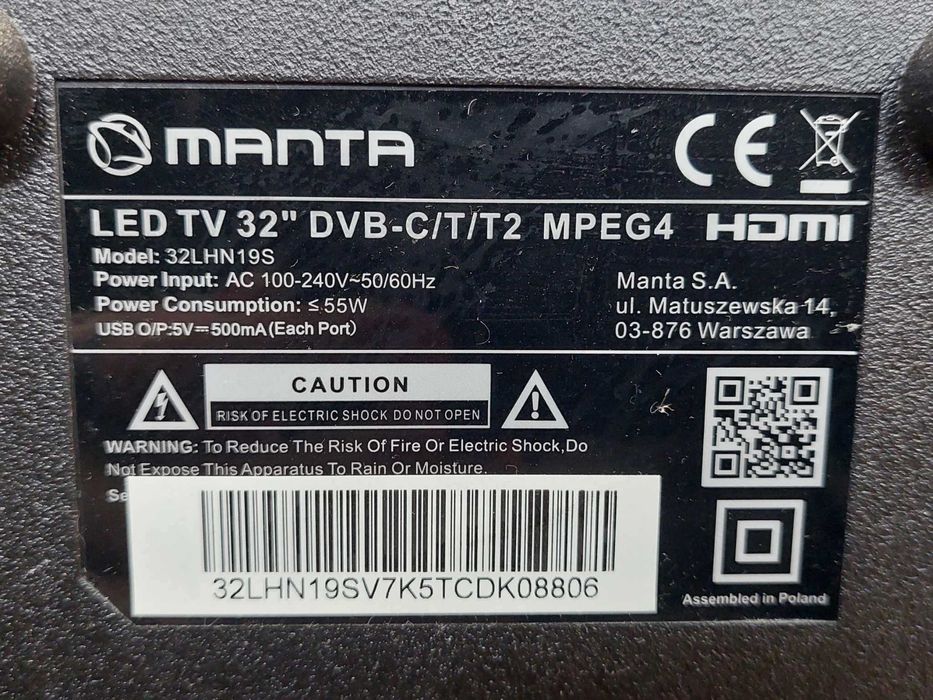 MANTA
CE
LED TV 32" DVB-C/T/T2 MPEG4 HDMI
Model: 32LHN19S
Power Input: AC 100-240V~50/60Hz
Power Consumption: ≤55W
USB O/P:5V⎓500mA(Each Port)
Manta S.A.
ul. Matuszewska 14,
03-876 Warszawa
CAUTION
RISK OF ELECTRIC SHOCK DO NOT OPEN
WARNING: To Reduce The Risk Of Fire Or Electric Shock,Do
Not Expose This Apparatus To Rain Or Moisture.
32LHN19SV7K5TCDK08806
Assembled in Poland